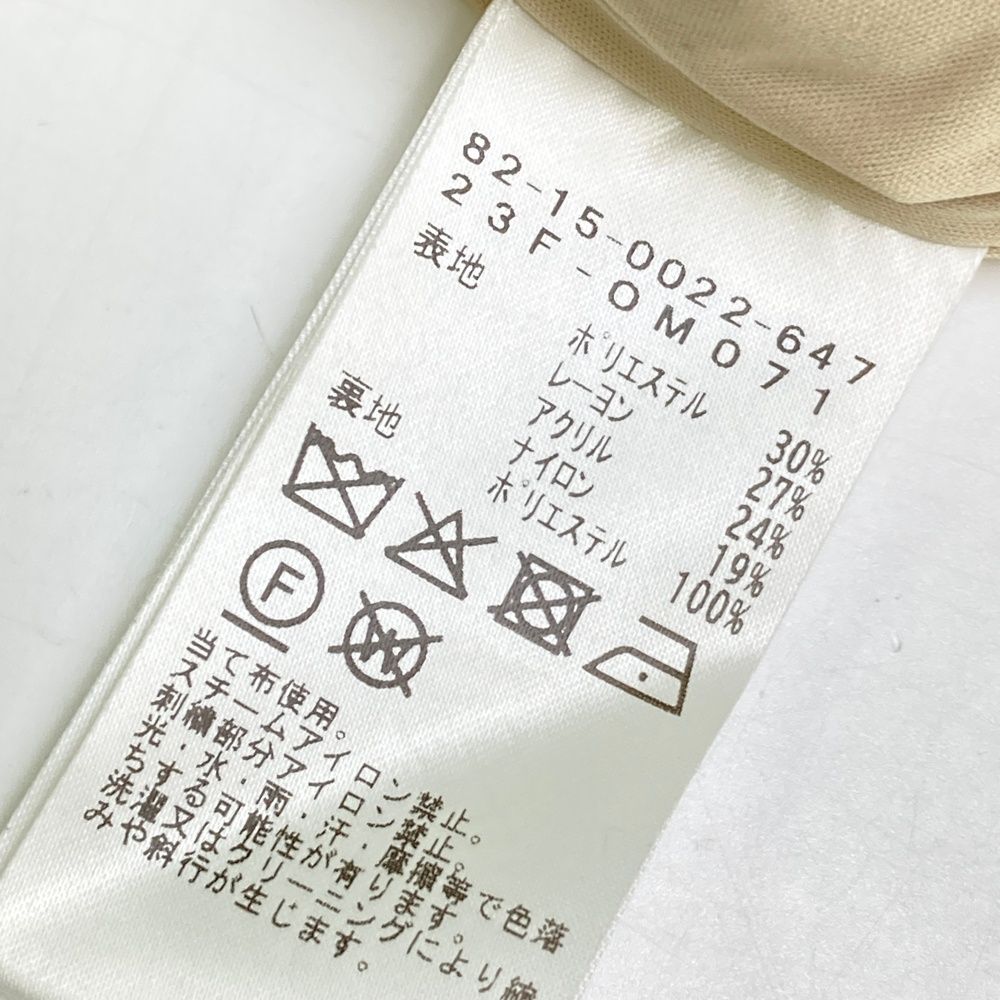 82-15-0022-647
23F-OM071
表地 ポリエステル 30%
レーヨン 27%
アクリル 24%
ナイロン 19%
裏地 ポリエステル 100%
F W
当て布使用。
スチームアイロン禁止。
刺繍部分アイロン禁止。
光・水・雨・汗・摩擦等で色落
ちする可能性が有ります。
洗濯又はクリーニングにより縮
みや斜行が生じます。